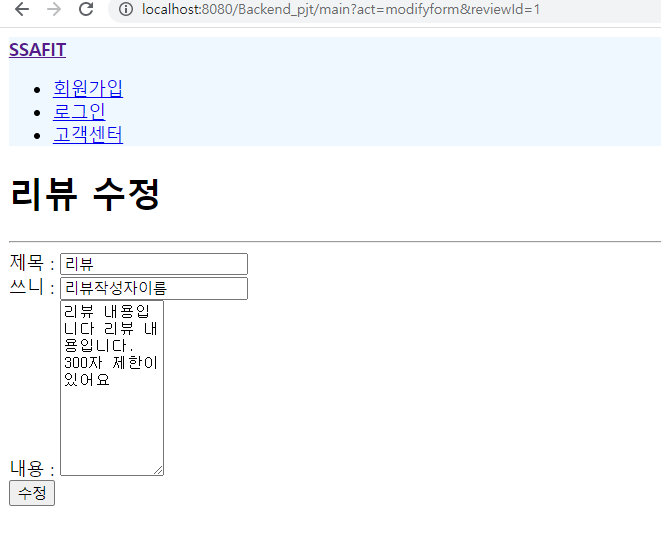 localhost:8080/Backend_pjt/main?act=modifyform&reviewId=1
SSAFIT
회원가입
로그인
고객센터
리뷰 수정
제목 : 리뷰
쓰니 : 리뷰작성자이름
리뷰 내용입
니다 리뷰 내
용입니다.
300자 제한이
있어요
내용 :
수정